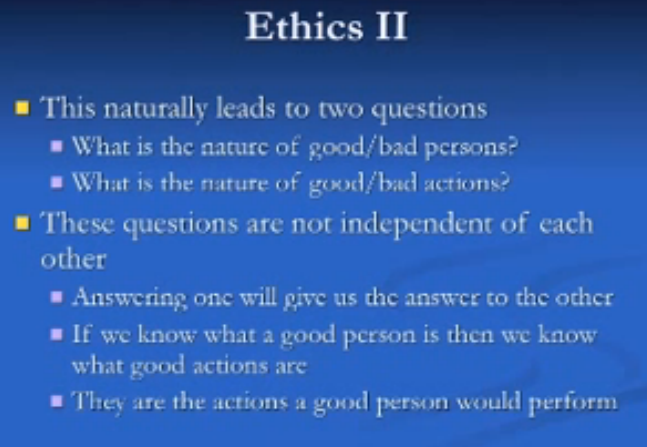 Ethics II
This naturally leads to two questions
What is the nature of good/bad persons?
What is the nature of good/bad actions?
These questions are not independent of each
other
Answering one will give us the answer to the other
If we know what a good person is then we know
what good actions are
They are the actions a good person would perform